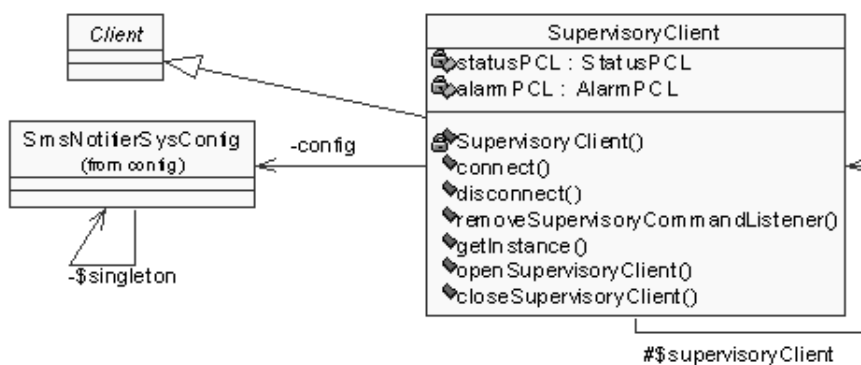 Client
SupervisoryClient
statusPCL : StatusPCL
alarmPCL : AlarmPCL
SmsNotifierSysConfig
(from config)
-config
SupervisoryClient()
connect()
disconnect()
removeSupervisoryCommandListener()
getInstance()
openSupervisoryClient()
closeSupervisoryClient()
-$singleton
#$supervisoryClient